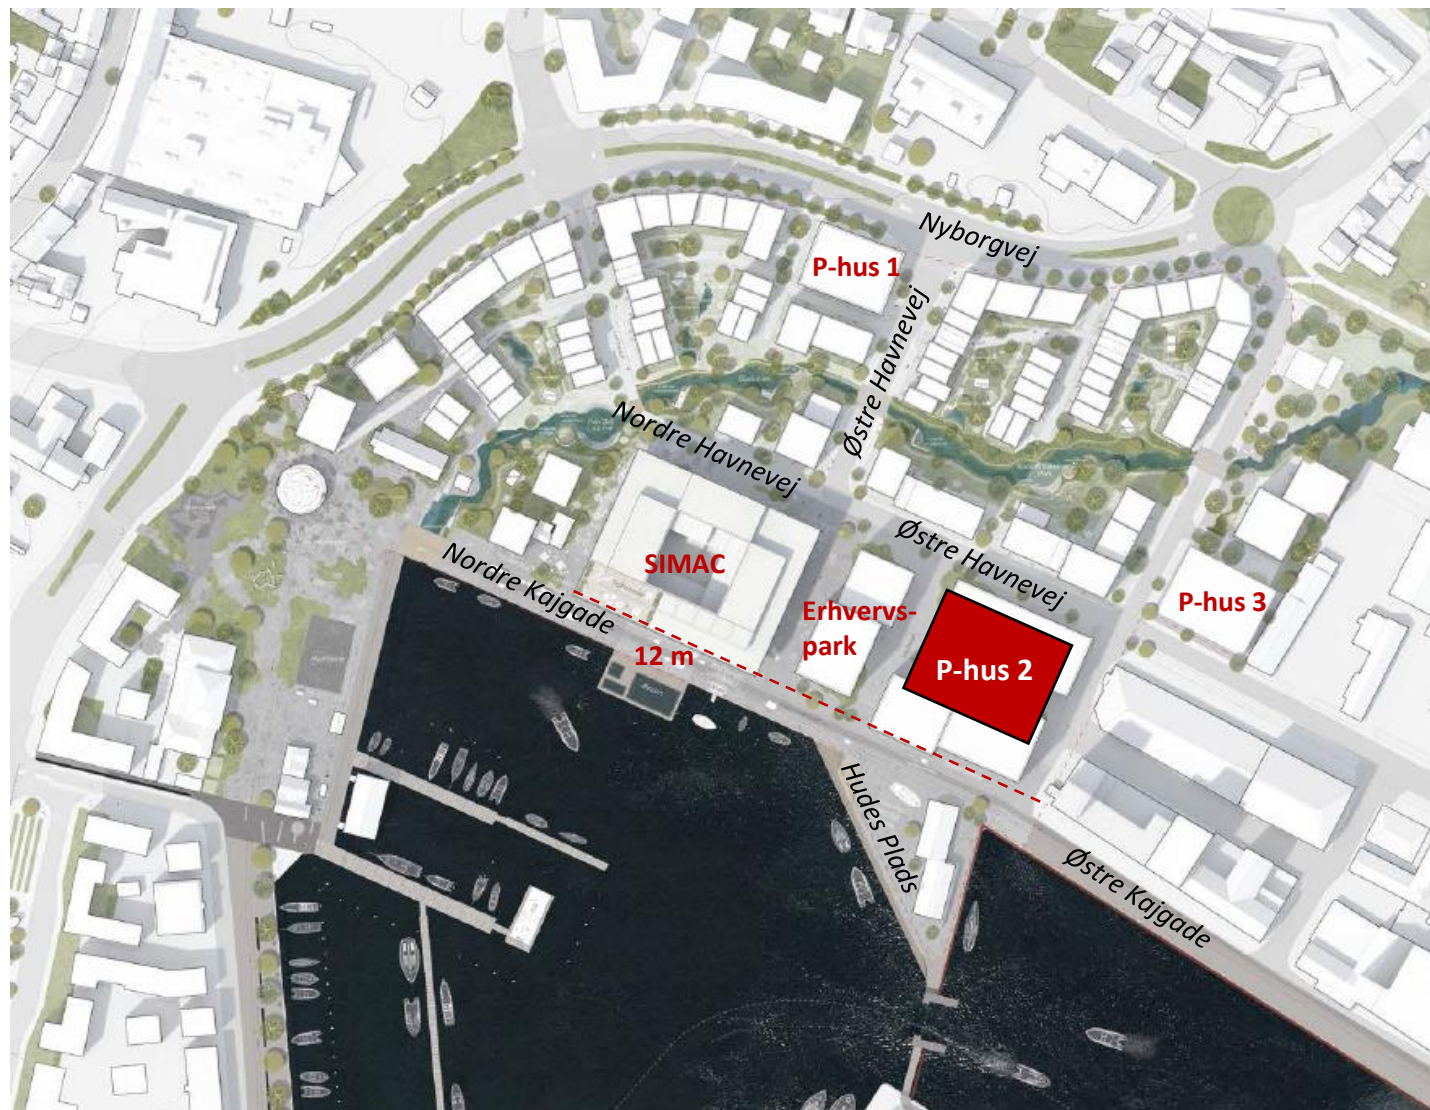 Nyborgvej
P-hus 1
Østre Havnevej
Nordre Havnevej
Østre Havnevej
SIMAC
Nordre Kajgade
Erhvervs-
park
P-hus 3
12 m
P-hus 2
Hudes Plads
Østre Kajgade